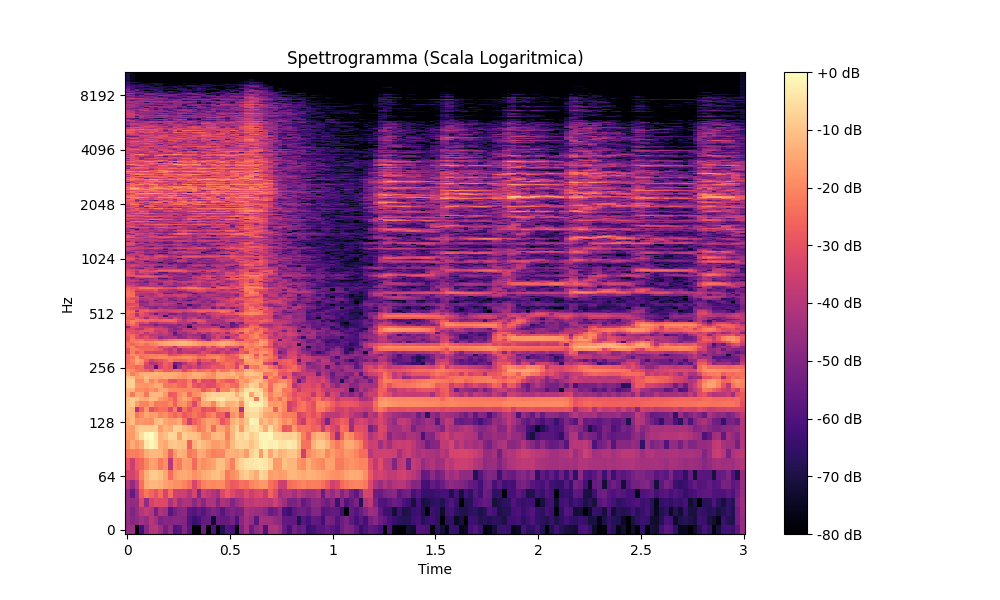 Spettrogramma (Scala Logaritmica)
Hz
8192
4096
2048
1024
512
256
128
64
0
0 0.5 1 1.5 2 2.5 3
Time
+0 dB
-10 dB
-20 dB
-30 dB
-40 dB
-50 dB
-60 dB
-70 dB
-80 dB